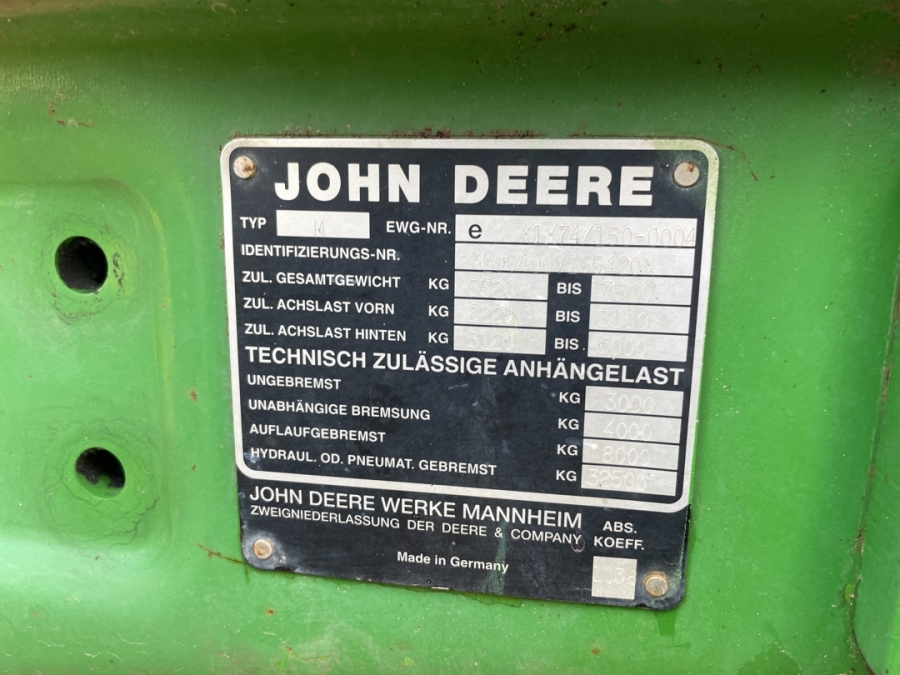 JOHN DEERE
TYP M EWG-NR. e
IDENTIFIZIERUNGS-NR.
ZUL. GESAMTGEWICHT KG BIS
ZUL. ACHSLAST VORN KG BIS
ZUL. ACHSLAST HINTEN KG BIS
TECHNISCH ZULÄSSIGE ANHÄNGELAST
UNGEBREMST KG 3000
UNABHÄNGIGE BREMSUNG KG 4000
AUFLAUFGEBREMST KG 8000
HYDRAUL. OD. PNEUMAT. GEBREMST KG 32500
JOHN DEERE WERKE MANNHEIM
ZWEIGNIEDERLASSUNG DER DEERE & COMPANY
ABS.
KOEFF.
Made in Germany